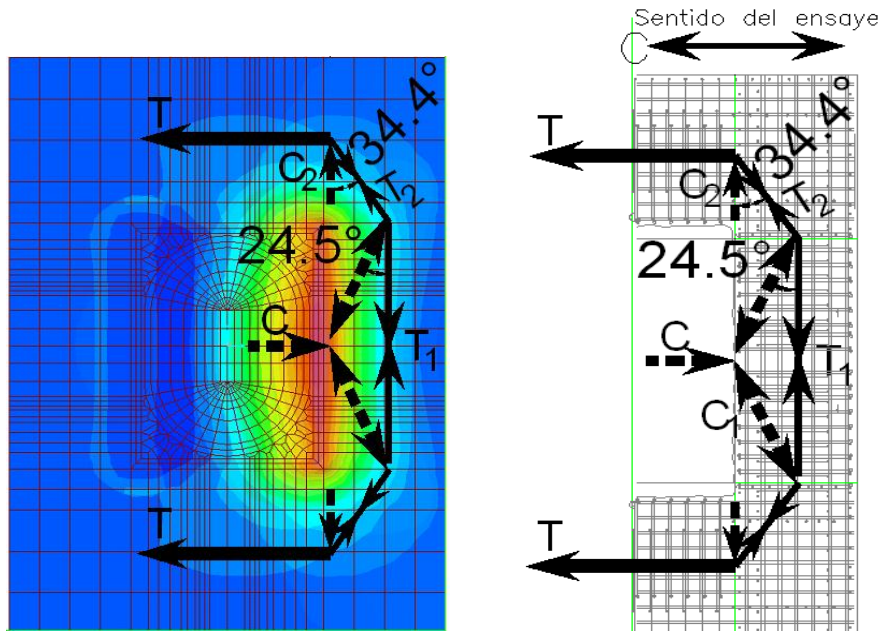 T
34.4°
C2
T2
24.5°
C
T1
T
Sentido del ensaye
C
T
34.4°
C2
T2
24.5°
C
T1
C1
T